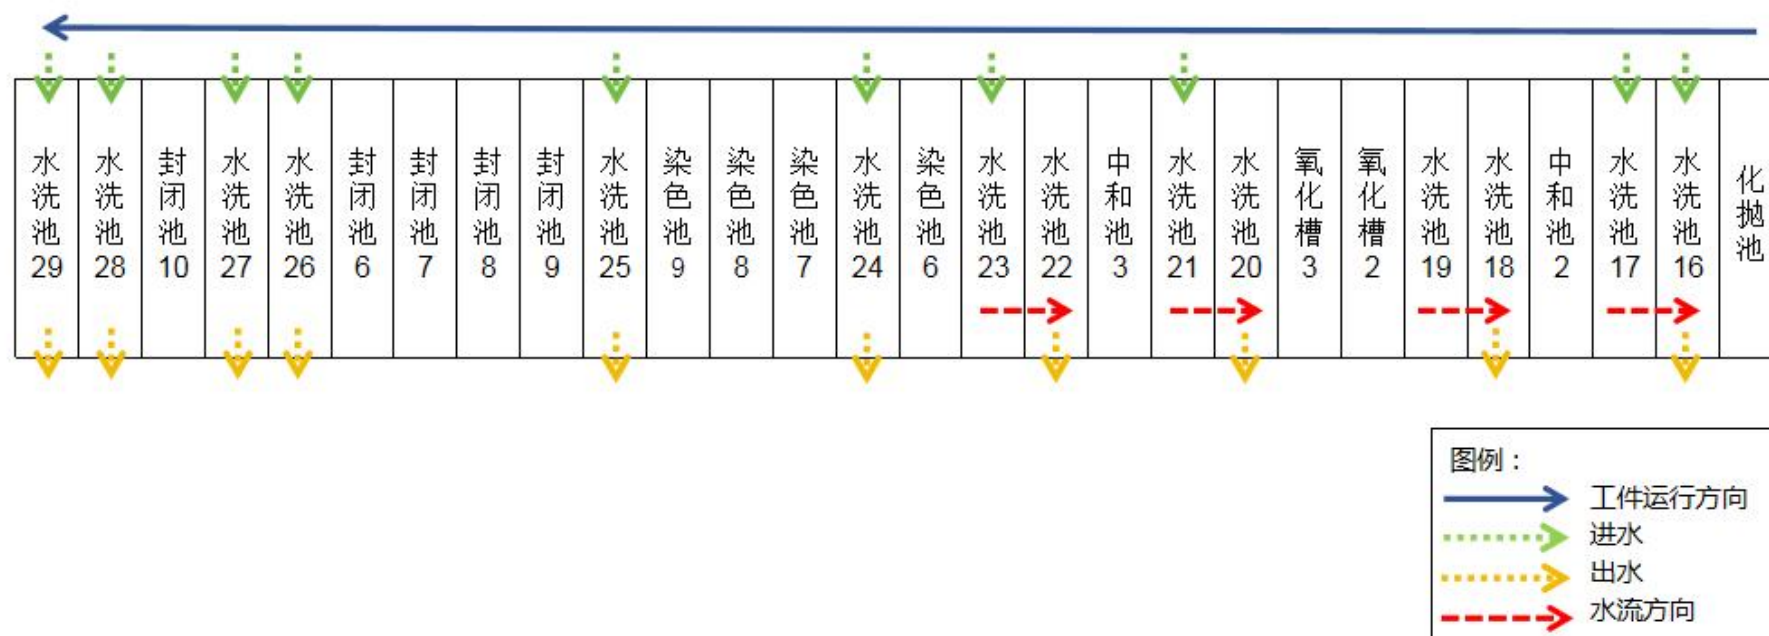 水洗池29
水洗池28
封闭池10
水洗池27
水洗池26
封闭池6
封闭池7
封闭池8
封闭池9
水洗池25
染色池9
染色池8
染色池7
水洗池24
染色池6
水洗池23
水洗池22
中和池3
水洗池21
水洗池20
氧化槽3
氧化槽2
水洗池19
水洗池18
中和池2
水洗池17
水洗池16
化抛池
图例：
工件运行方向
进水
出水
水流方向